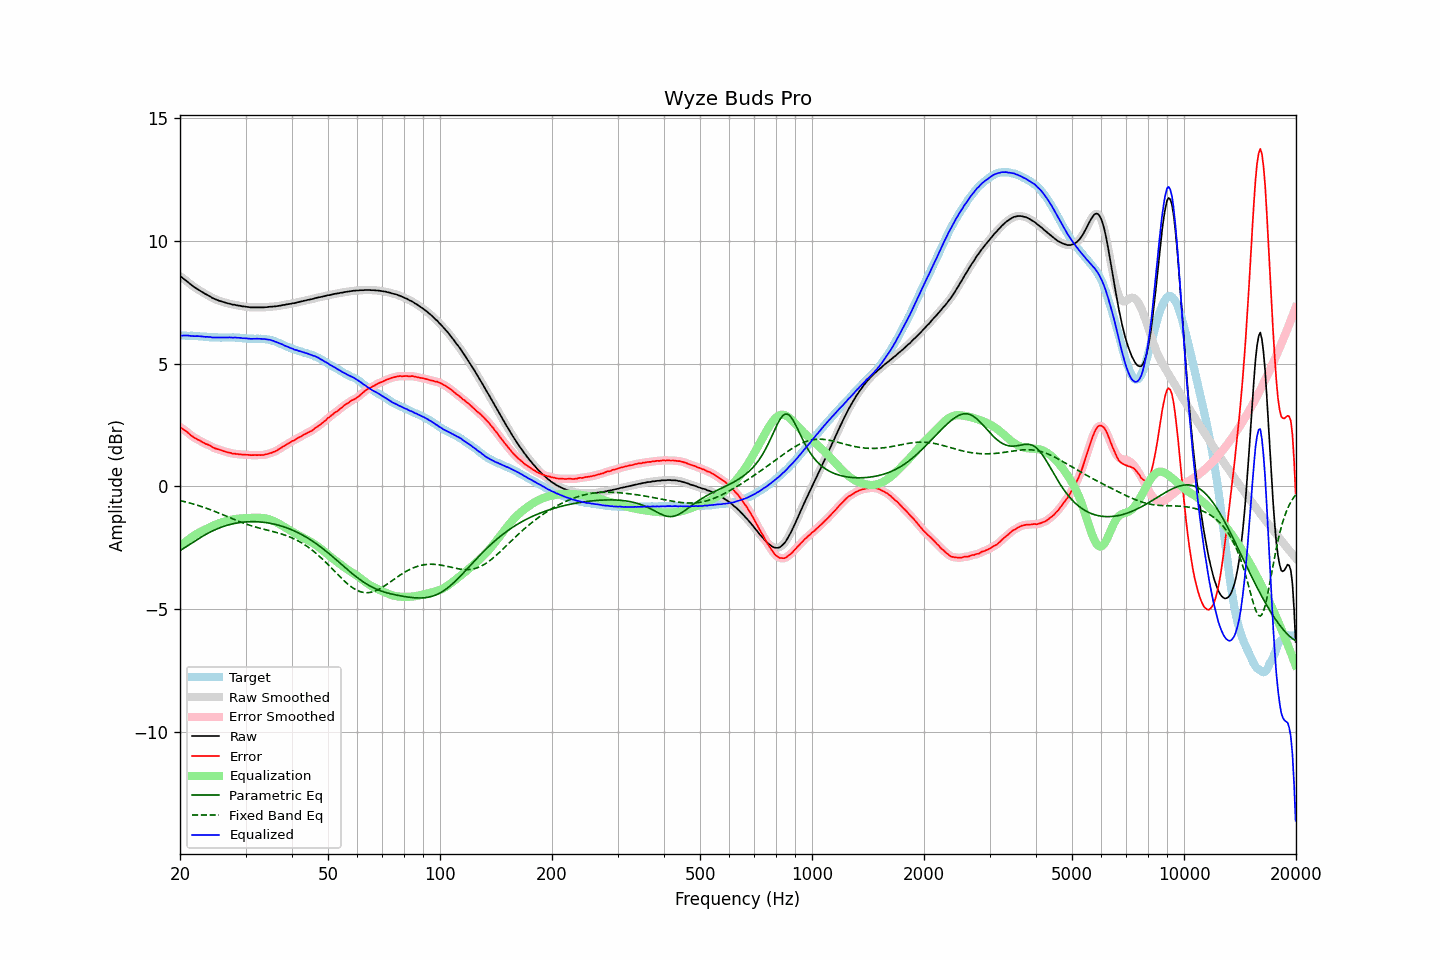 Wyze Buds Pro
15
10
5
0
−5
−10
Amplitude (dBr)
Target
Raw Smoothed
Error Smoothed
Raw
Error
Equalization
Parametric Eq
Fixed Band Eq
Equalized
20 50 100 200 500 1000 2000 5000 10000 20000
Frequency (Hz)